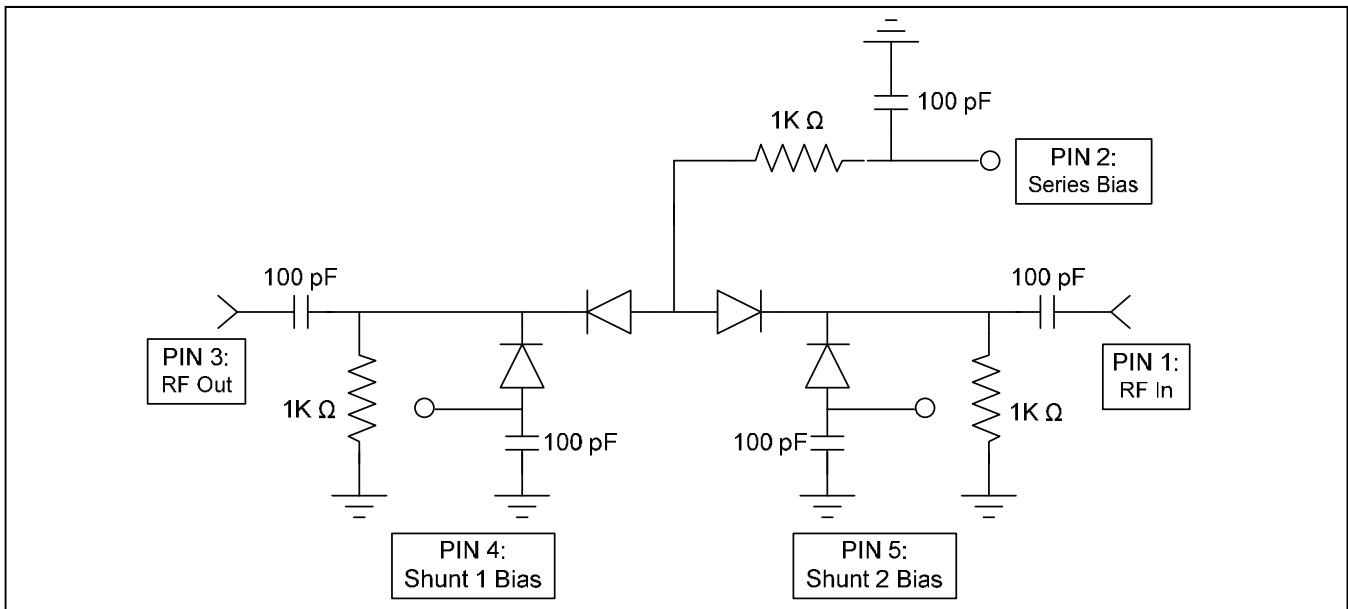 100 pF
1K Ω
PIN 2:
Series Bias
100 pF
100 pF
PIN 3:
RF Out
PIN 1:
RF In
1K Ω
1K Ω
100 pF
100 pF
PIN 4:
Shunt 1 Bias
PIN 5:
Shunt 2 Bias